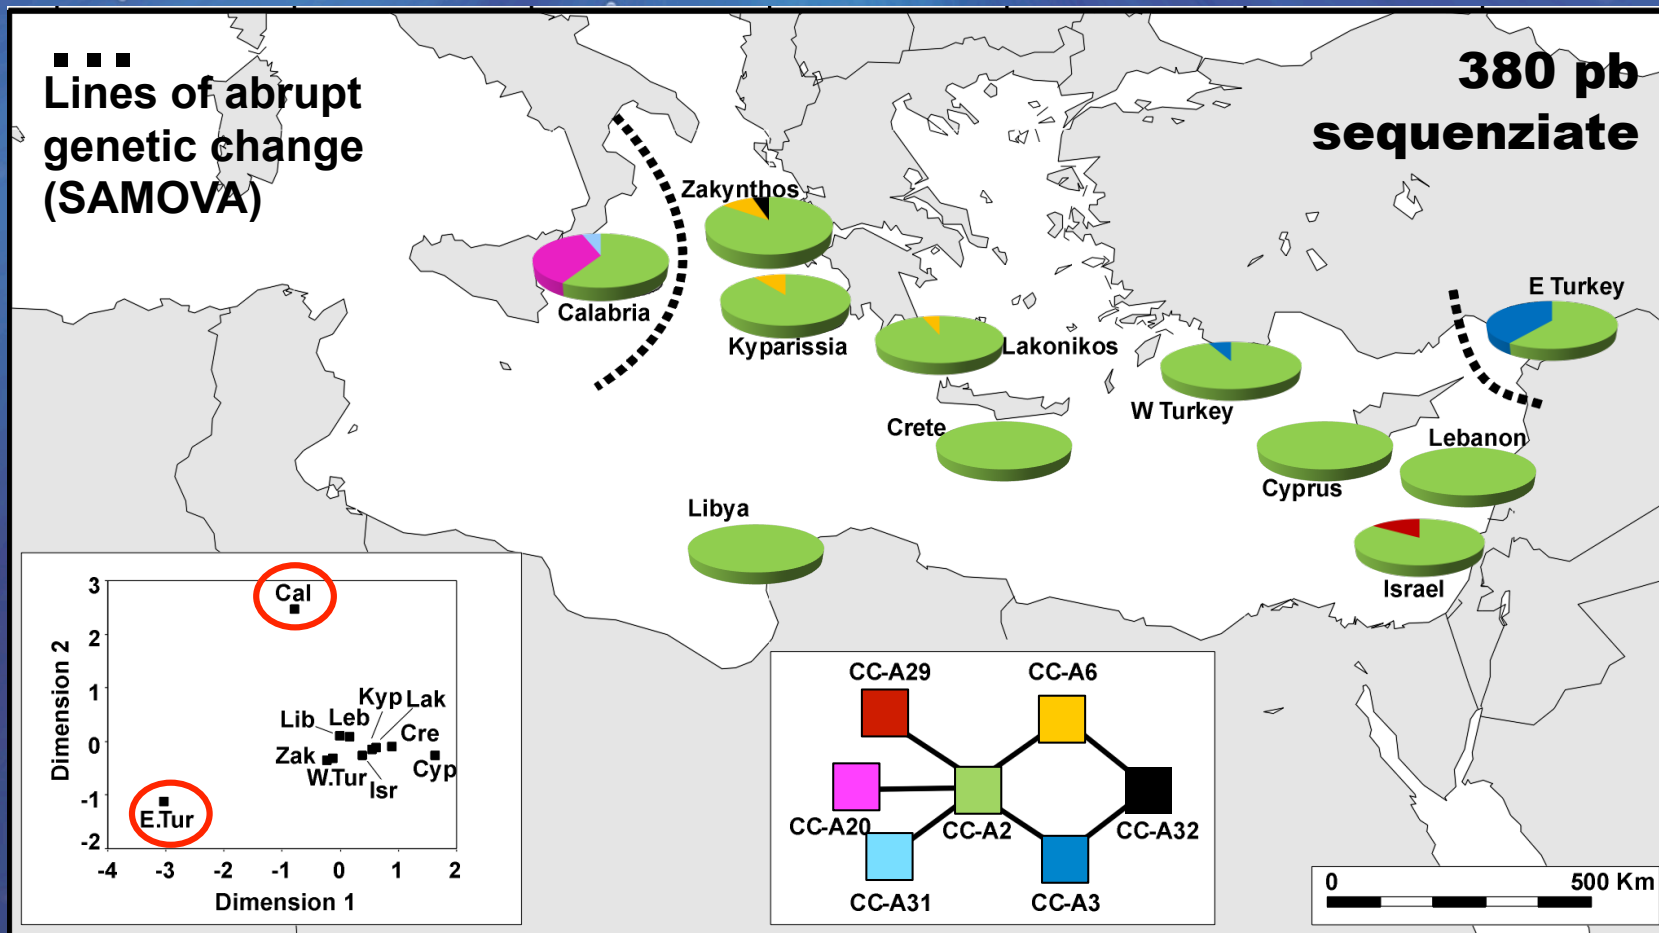 Lines of abrupt
genetic change
(SAMOVA)
380 pb
sequenziate
Zakynthos
Calabria
Kyparissia
Lakonikos
E Turkey
W Turkey
Crete
Cyprus
Lebanon
Libya
Israel
3
2
1
0
-1
-2
-4
-3
-2
-1
0
1
2
Dimension 2
Dimension 1
Cal
Kyp
Lak
Lib
Leb
Cre
Zak
W.Tur
Isr
Cyp
E.Tur
CC-A29
CC-A6
CC-A20
CC-A2
CC-A32
CC-A31
CC-A3
0
500 Km